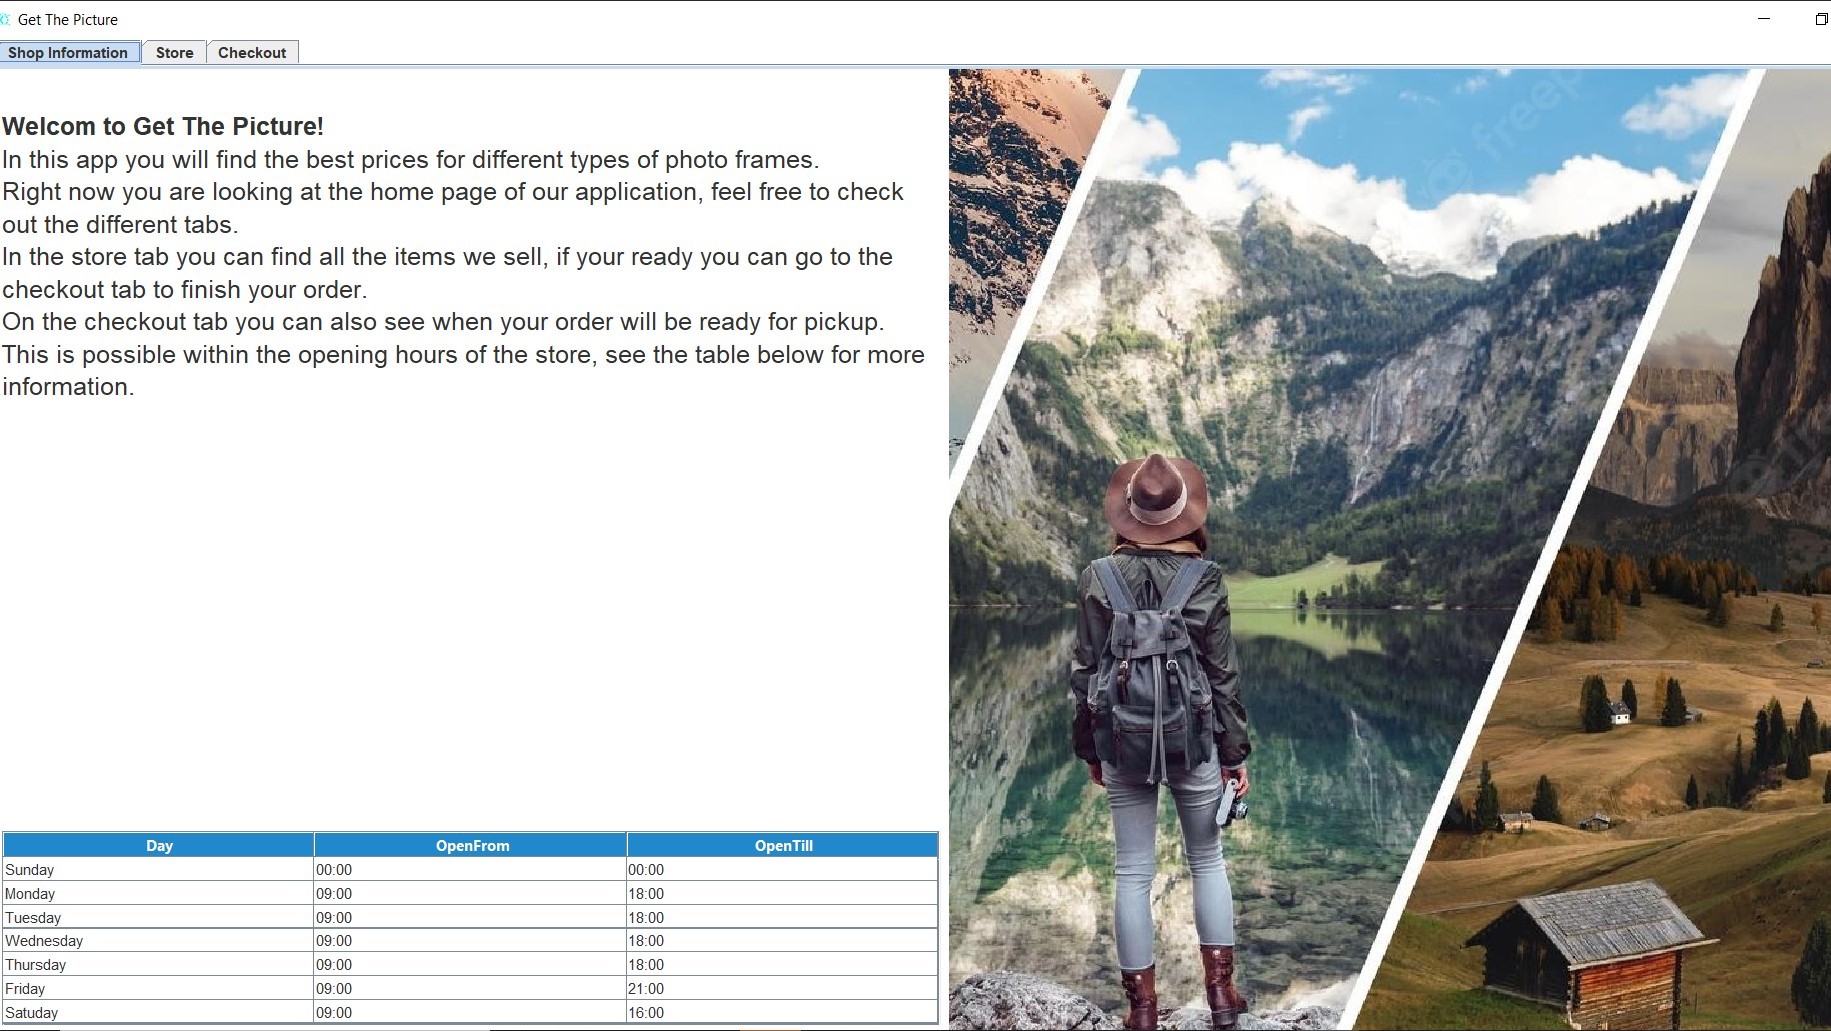 Get The Picture
Shop Information Store Checkout
Welcom to Get The Picture!
In this app you will find the best prices for different types of photo frames.
Right now you are looking at the home page of our application, feel free to check
out the different tabs.
In the store tab you can find all the items we sell, if your ready you can go to the
checkout tab to finish your order.
On the checkout tab you can also see when your order will be ready for pickup.
This is possible within the opening hours of the store, see the table below for more
information.
Day OpenFrom OpenTill
Sunday 00:00 00:00
Monday 09:00 18:00
Tuesday 09:00 18:00
Wednesday 09:00 18:00
Thursday 09:00 18:00
Friday 09:00 21:00
Satuday 09:00 16:00